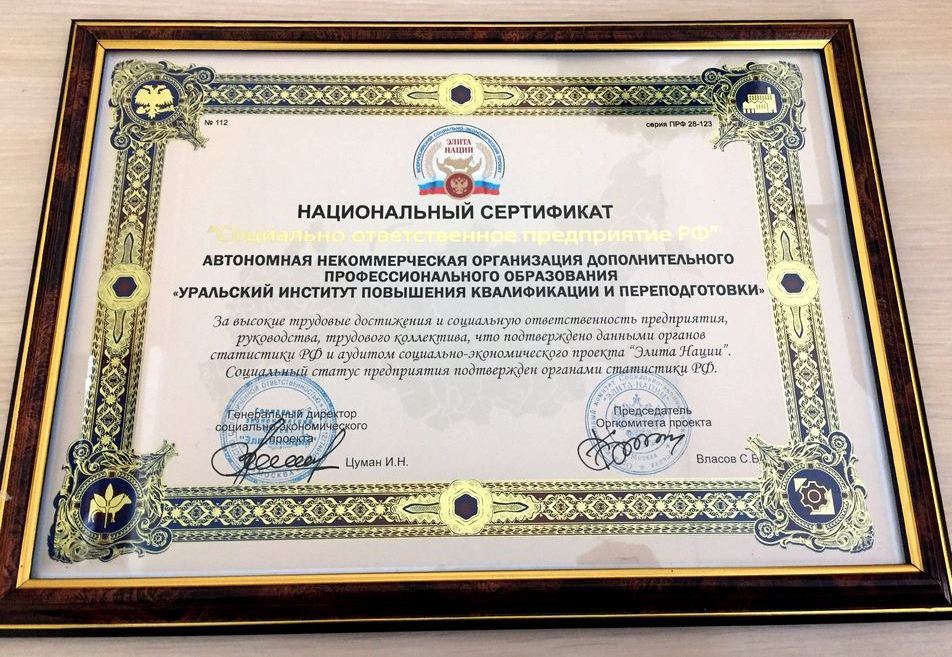 № 112
серия ПРФ 28-123
ЭЛИТА
НАЦИИ
НАЦИОНАЛЬНЫЙ СЕРТИФИКАТ
"Социально ответственное предприятие РФ"
АВТОНОМНАЯ НЕКОММЕРЧЕСКАЯ ОРГАНИЗАЦИЯ ДОПОЛНИТЕЛЬНОГО
ПРОФЕССИОНАЛЬНОГО ОБРАЗОВАНИЯ
«УРАЛЬСКИЙ ИНСТИТУТ ПОВЫШЕНИЯ КВАЛИФИКАЦИИ И ПЕРЕПОДГОТОВКИ»
За высокие трудовые достижения и социальную ответственность предприятия,
руководства, трудового коллектива, что подтверждено данными органов
статистики РФ и аудитом социально-экономического проекта "Элита Нации".
Социальный статус предприятия подтвержден органами статистики РФ.
Генеральный директор
социально-экономического
проекта
Цуман И.Н.
Председатель
Оргкомитета проекта
Власов С.В.